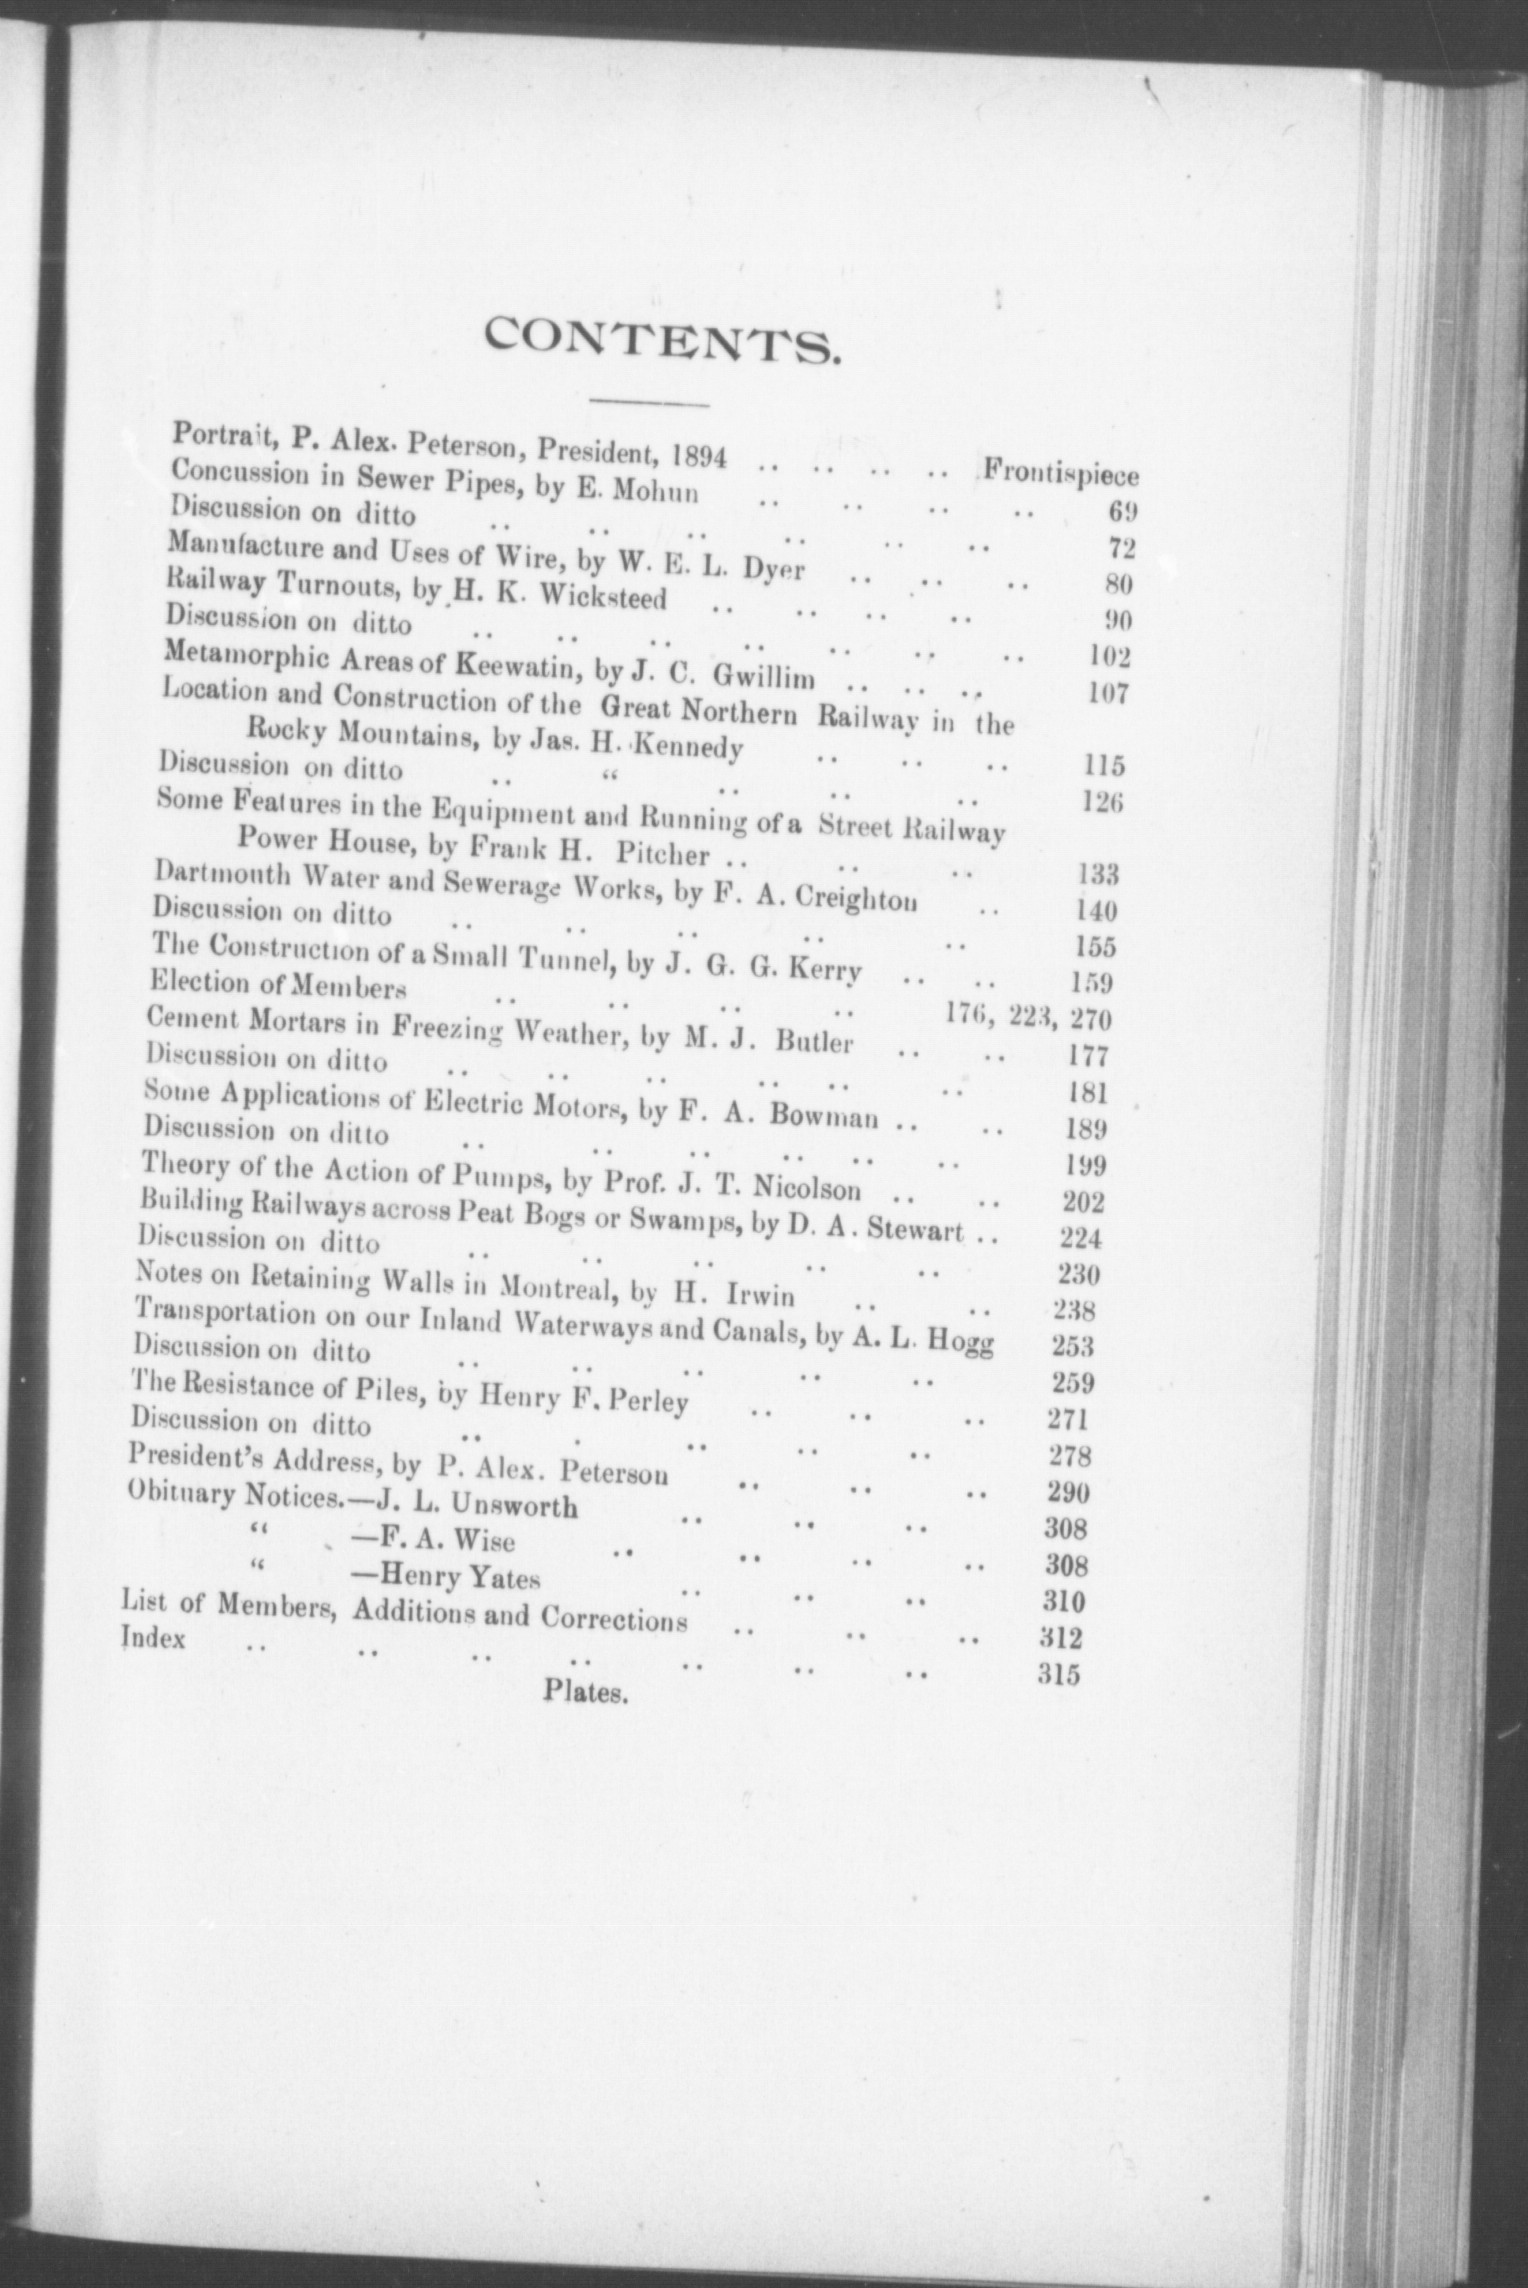 CONTENTS.
Portrait, P. Alex. Peterson, President, 1894 .. .. .. .. Frontispiece
Concussion in Sewer Pipes, by E. Mohun .. .. .. .. 69
Discussion on ditto .. .. .. .. .. .. 72
Manufacture and Uses of Wire, by W. E. L. Dyer .. .. .. 80
Railway Turnouts, by H. K. Wicksteed .. .. .. .. 90
Discussion on ditto .. .. .. .. .. .. .. 102
Metamorphic Areas of Keewatin, by J. C. Gwillim .. .. .. 107
Location and Construction of the Great Northern Railway in the
Rocky Mountains, by Jas. H. Kennedy .. .. .. 115
Discussion on ditto .. “ .. .. .. 126
Some Features in the Equipment and Running of a Street Railway
Power House, by Frank H. Pitcher .. .. .. 133
Dartmouth Water and Sewerage Works, by F. A. Creighton .. 140
Discussion on ditto .. .. .. .. .. 155
The Construction of a Small Tunnel, by J. G. G. Kerry .. .. 159
Election of Members .. .. .. .. 176, 223, 270
Cement Mortars in Freezing Weather, by M. J. Butler .. .. 177
Discussion on ditto .. .. .. .. .. .. 181
Some Applications of Electric Motors, by F. A. Bowman .. .. 189
Discussion on ditto .. .. .. .. .. .. 199
Theory of the Action of Pumps, by Prof. J. T. Nicolson .. .. 202
Building Railways across Peat Bogs or Swamps, by D. A. Stewart .. 224
Discussion on ditto .. .. .. .. .. 230
Notes on Retaining Walls in Montreal, by H. Irwin .. .. 238
Transportation on our Inland Waterways and Canals, by A. L. Hogg 253
Discussion on ditto .. .. .. .. .. 259
The Resistance of Piles, by Henry F. Perley .. .. .. 271
Discussion on ditto .. . .. .. .. 278
President's Address, by P. Alex. Peterson .. .. .. 290
Obituary Notices.—J. L. Unsworth .. .. .. 308
“ —F. A. Wise .. .. .. .. 308
“ —Henry Yates .. .. .. 310
List of Members, Additions and Corrections .. .. .. 312
Index .. .. .. .. .. .. .. 315
Plates.